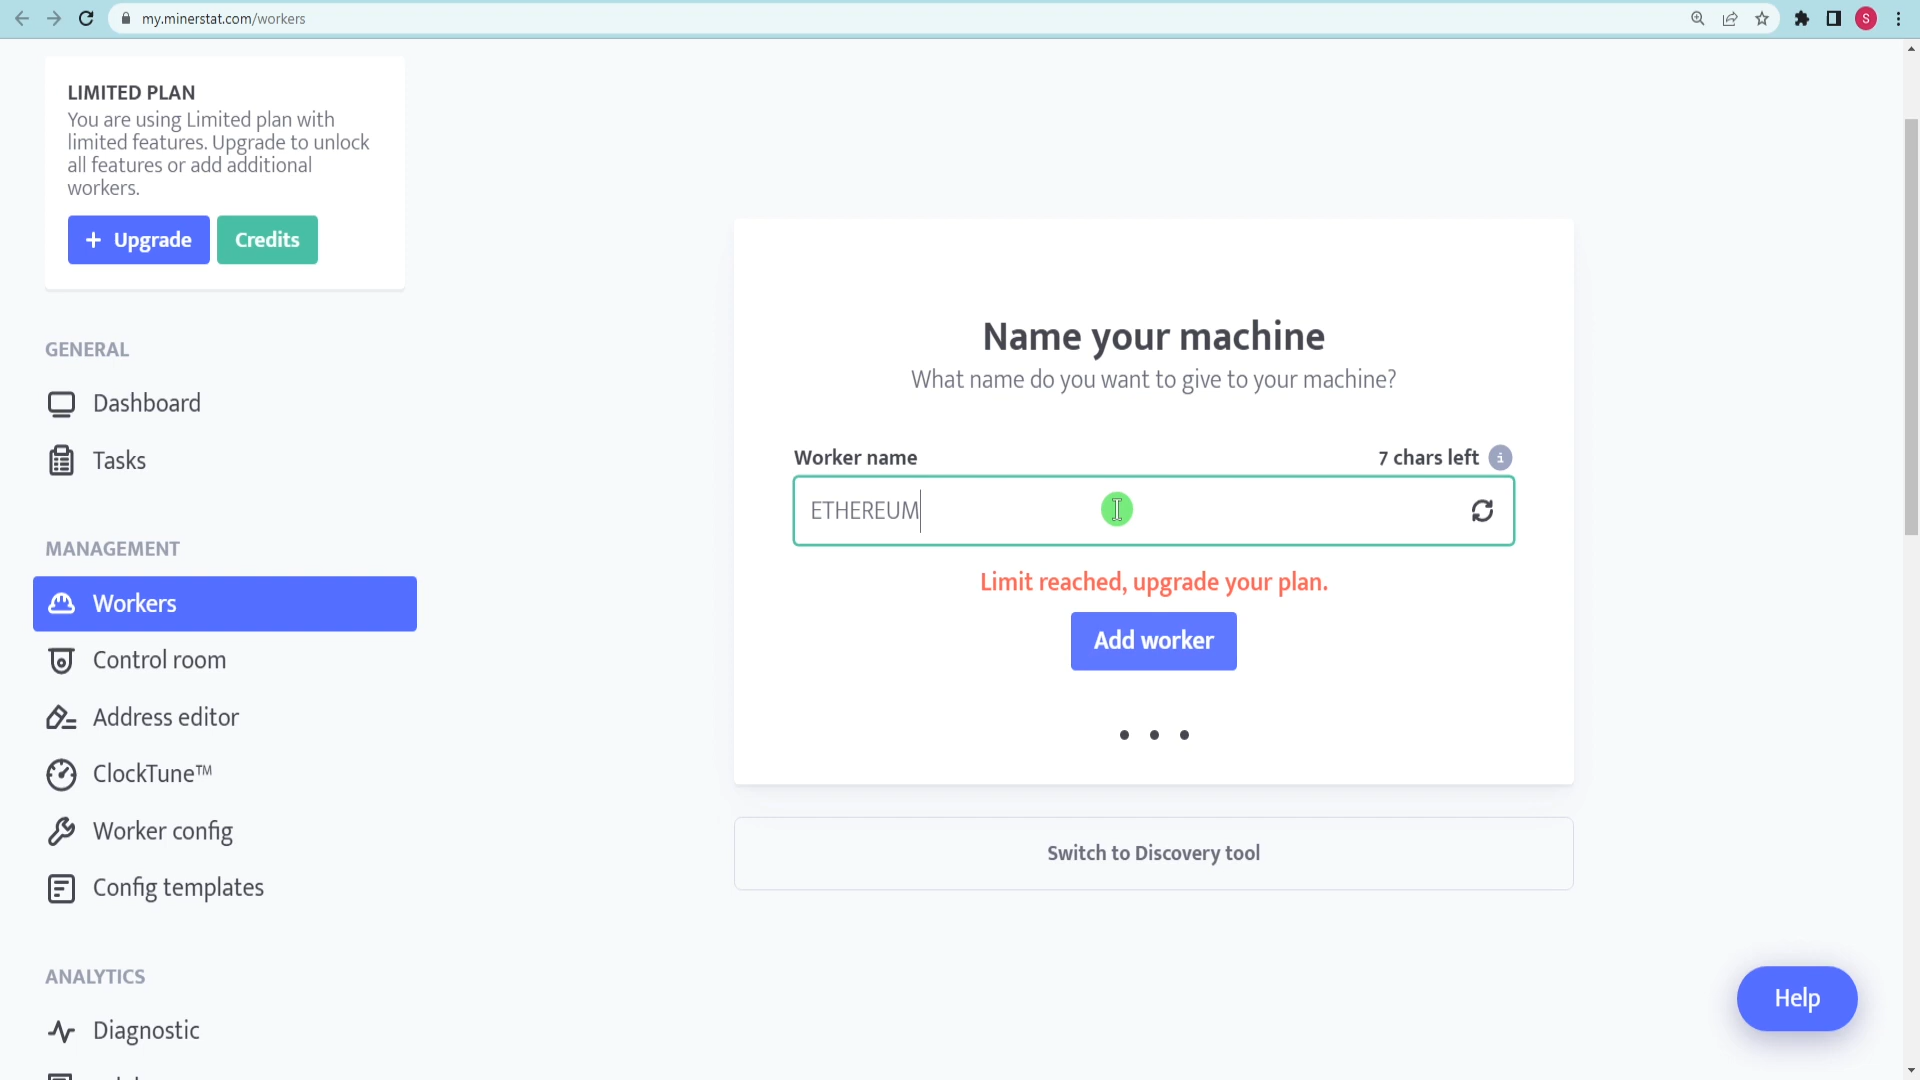 my.minerstat.com/workers
S
LIMITED PLAN
You are using Limited plan with
limited features. Upgrade to unlock
all features or add additional
workers.
+ Upgrade
Credits
GENERAL
Dashboard
Tasks
MANAGEMENT
Workers
Control room
Address editor
ClockTune™
Worker config
Config templates
ANALYTICS
Diagnostic
Name your machine
What name do you want to give to your machine?
Worker name
7 chars left i
ETHEREUM
Limit reached, upgrade your plan.
Add worker
Switch to Discovery tool
Help